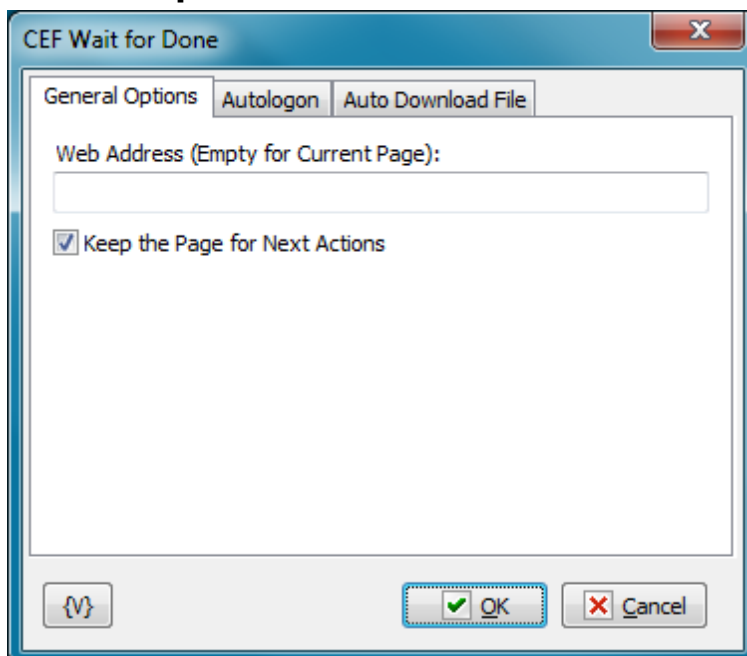 CEF Wait for Done
General Options Autologon Auto Download File
Web Address (Empty for Current Page):
Keep the Page for Next Actions
{V} OK Cancel